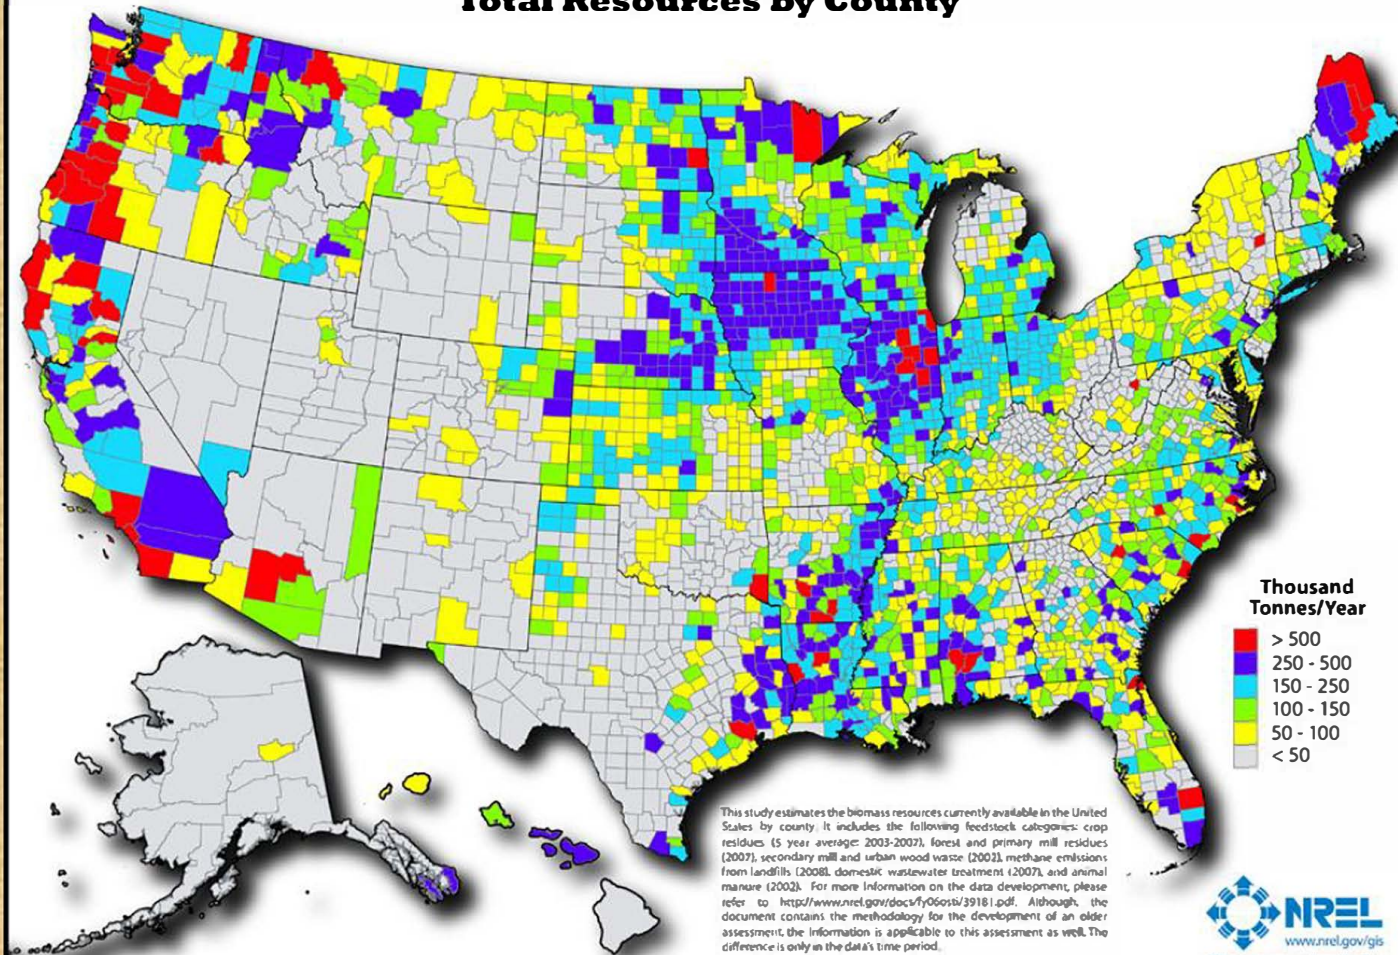 Total Resources by County
Thousand
Tonnes/Year
> 500
250 - 500
150 - 250
100 - 150
50 - 100
< 50
This study estimates the biomass resources currently available in the United
States by county. It includes the following feedstock categories: crop
residues (5 year average: 2003-2007), forest and primary mill residues
(2007), secondary mill and urban wood waste (2002), methane emissions
from landfills (2008), domestic wastewater treatment (2007), and animal
manure (2002). For more information on the data development, please
refer to http://www.nrel.gov/docs/fy06osti/39181.pdf. Although, the
document contains the methodology for the development of an older
assessment, the information is applicable to this assessment as well. The
difference is only in the data's time period.
NREL
www.nrel.gov/gis